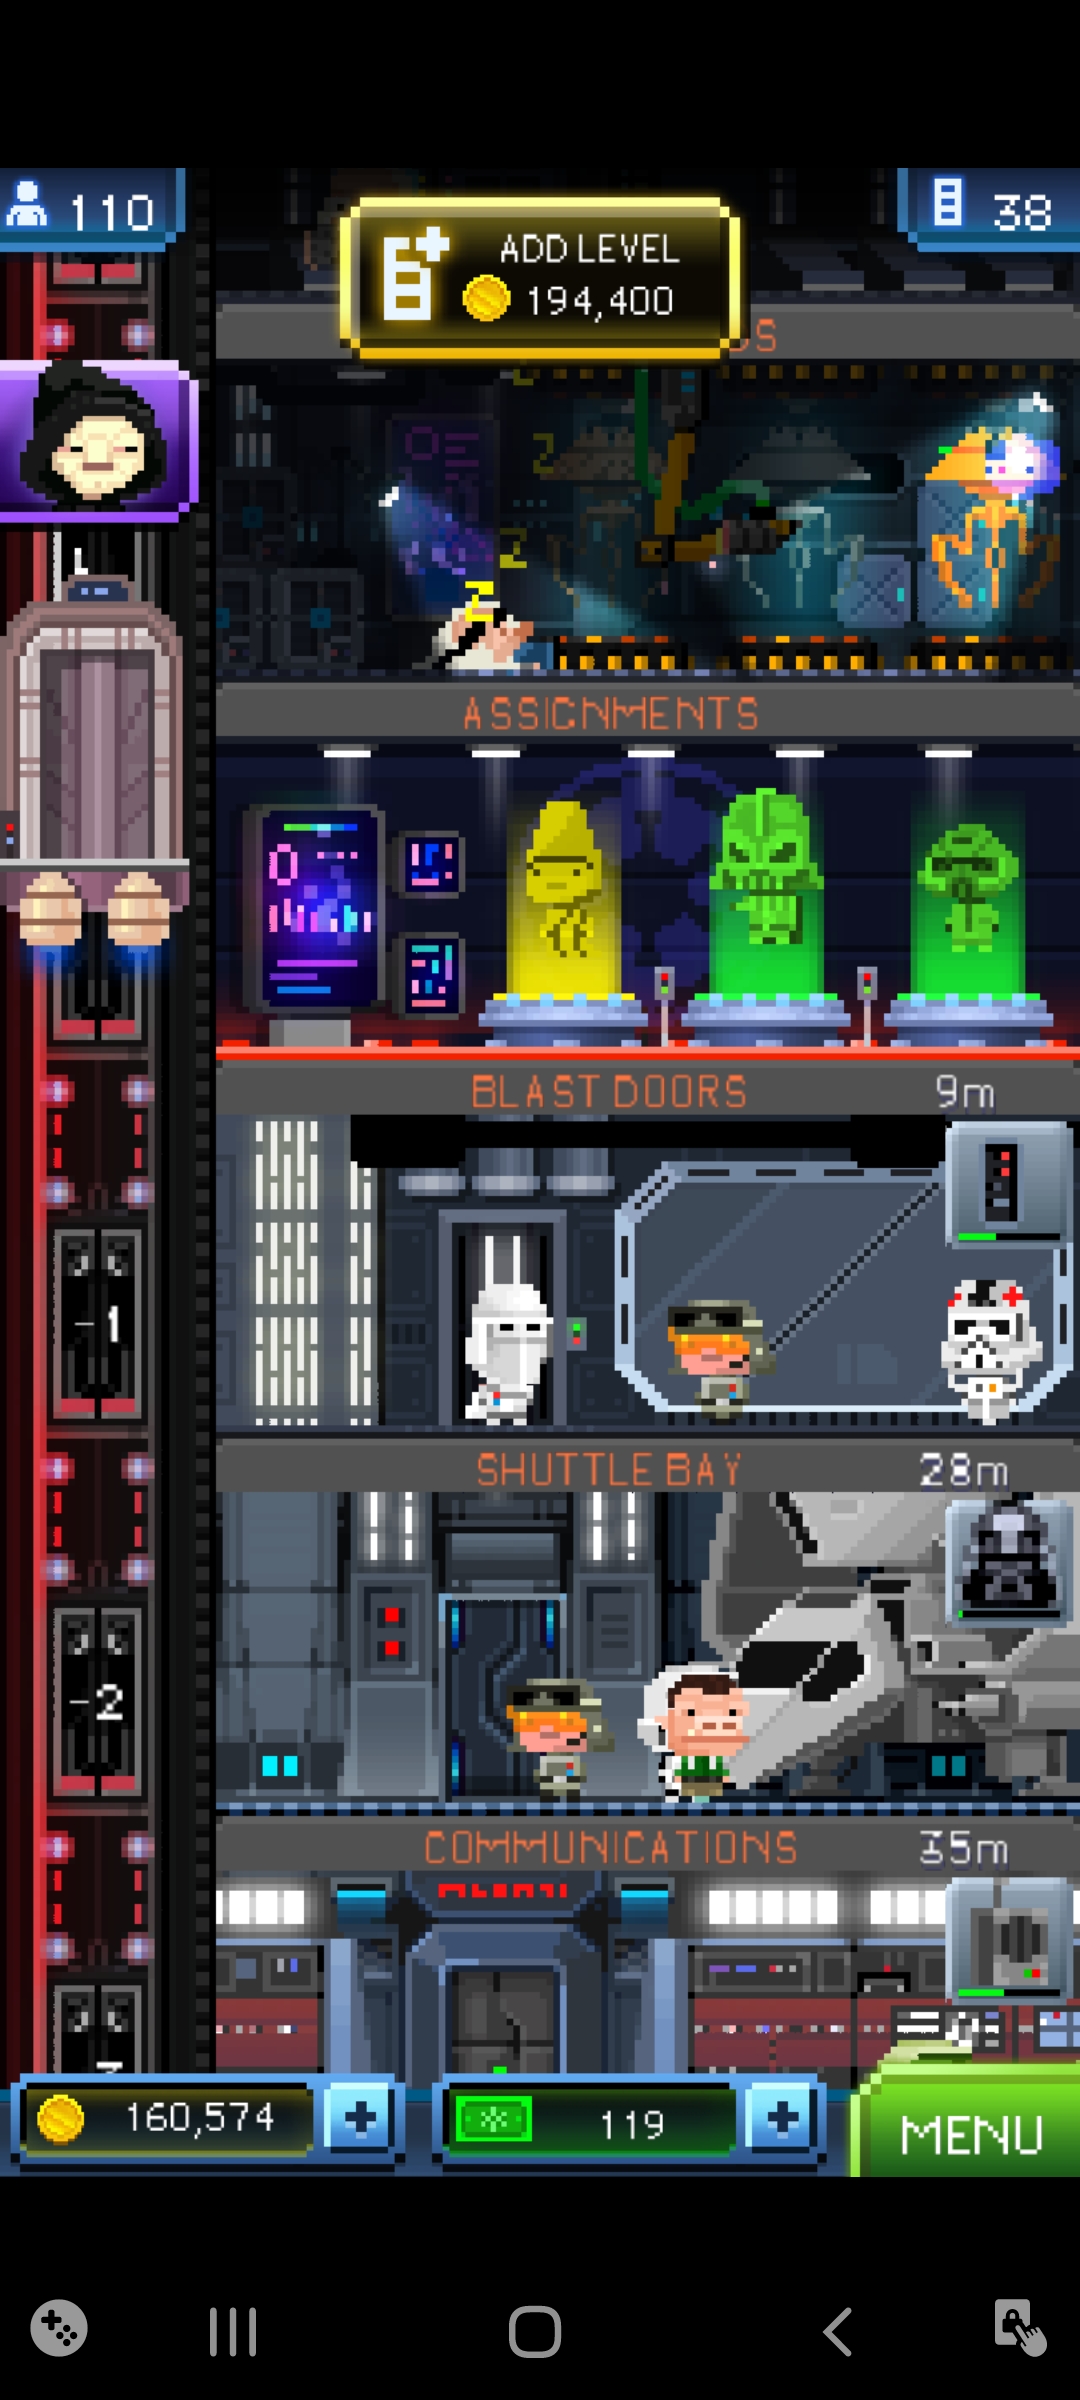 110
ADD LEVEL
194,400
38
DS
Z
Z
Z
ASSIGNMENTS
BLAST DOORS 9m
-1
SHUTTLE BAY 28m
-2
COMMUNICATIONS 35m
160,574
119
MENU